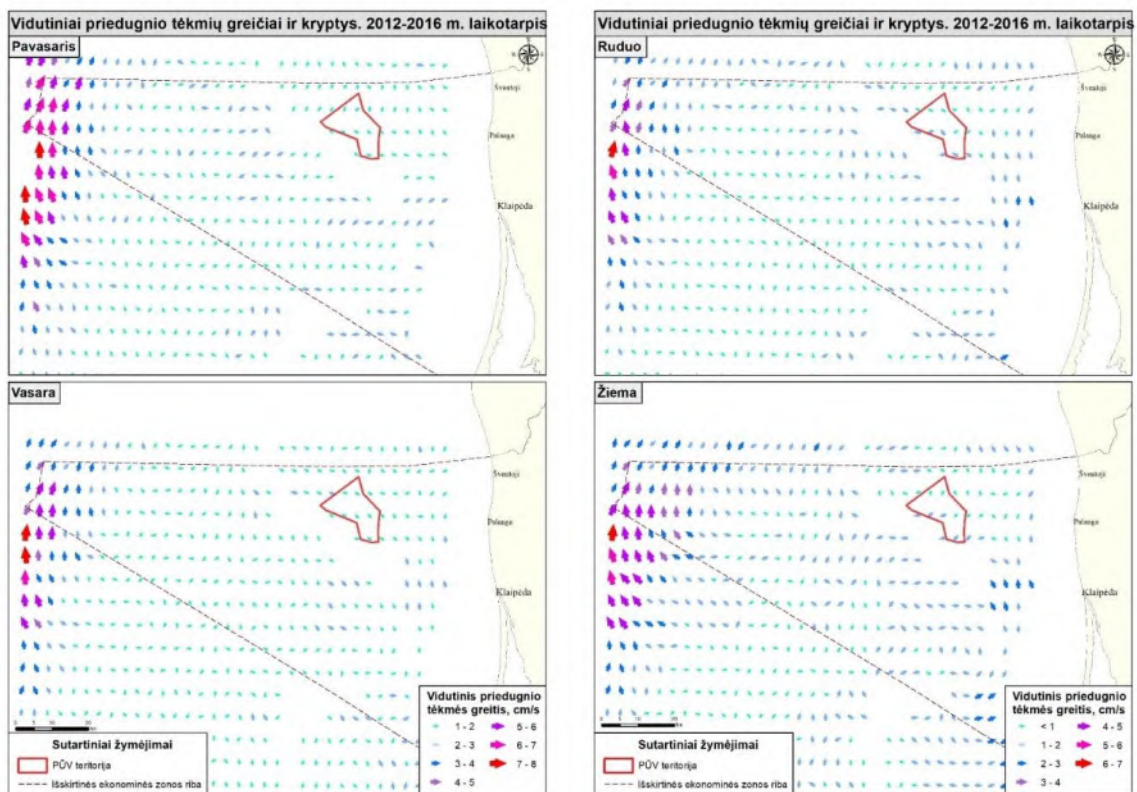 Vidutiniai priedugnio tėkmių greičiai ir kryptys. 2012-2016 m. laikotarpis
Pavasaris
N
Šventoji
Palanga
Klaipėda
Vidutiniai priedugnio tėkmių greičiai ir kryptys. 2012-2016 m. laikotarpis
Ruduo
N
Šventoji
Palanga
Klaipėda
Vasara
Šventoji
Palanga
Klaipėda
Vidutinis priedugnio
tėkmės greitis, cm/s
1 - 2
5 - 6
2 - 3
6 - 7
3 - 4
7 - 8
4 - 5
Sutartiniai žymėjimai
PŪV teritorija
Išskirtinės ekonominės zonos riba
Žiema
Šventoji
Palanga
Klaipėda
Vidutinis priedugnio
tėkmės greitis, cm/s
<1
4 - 5
1 - 2
5 - 6
2 - 3
6 - 7
3 - 4
Sutartiniai žymėjimai
PŪV teritorija
Išskirtinės ekonominės zonos riba